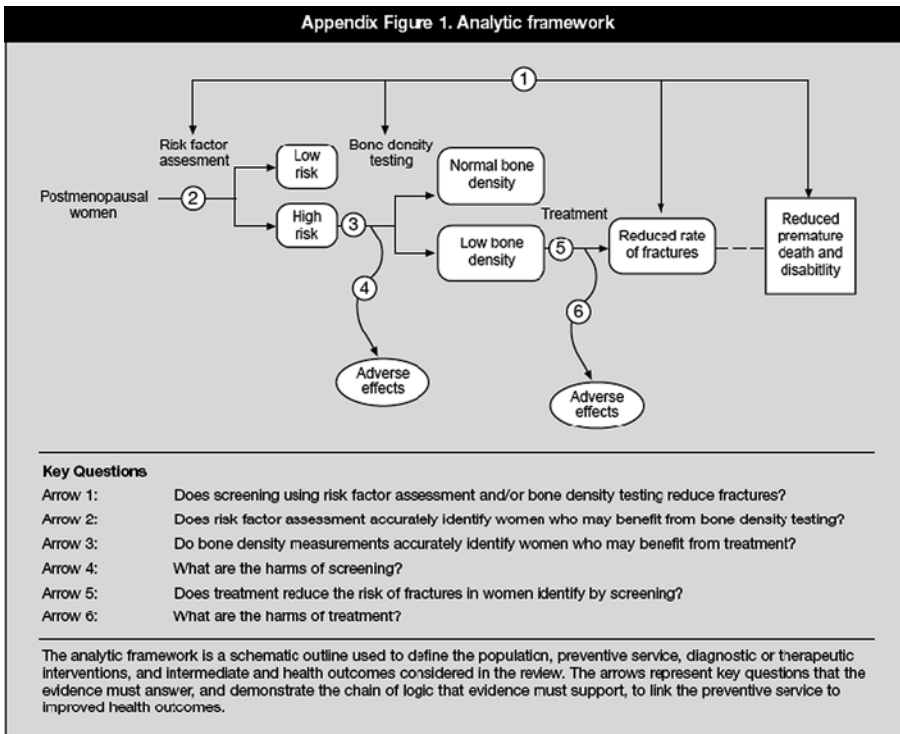 Appendix Figure 1. Analytic framework
1
Risk factor
assesment
Bone density
testing
Low
risk
Normal bone
density
Postmenopausal
women
2
High
risk
3
Treatment
Low bone
density
5
Reduced rate
of fractures
Reduced
premature
death and
disabitlity
4
6
Adverse
effects
Adverse
effects
Key Questions
Arrow 1: Does screening using risk factor assessment and/or bone density testing reduce fractures?
Arrow 2: Does risk factor assessment accurately identify women who may benefit from bone density testing?
Arrow 3: Do bone density measurements accurately identify women who may benefit from treatment?
Arrow 4: What are the harms of screening?
Arrow 5: Does treatment reduce the risk of fractures in women identify by screening?
Arrow 6: What are the harms of treatment?
The analytic framework is a schematic outline used to define the population, preventive service, diagnostic or therapeutic
interventions, and intermediate and health outcomes considered in the review. The arrows represent key questions that the
evidence must answer, and demonstrate the chain of logic that evidence must support, to link the preventive service to
improved health outcomes.